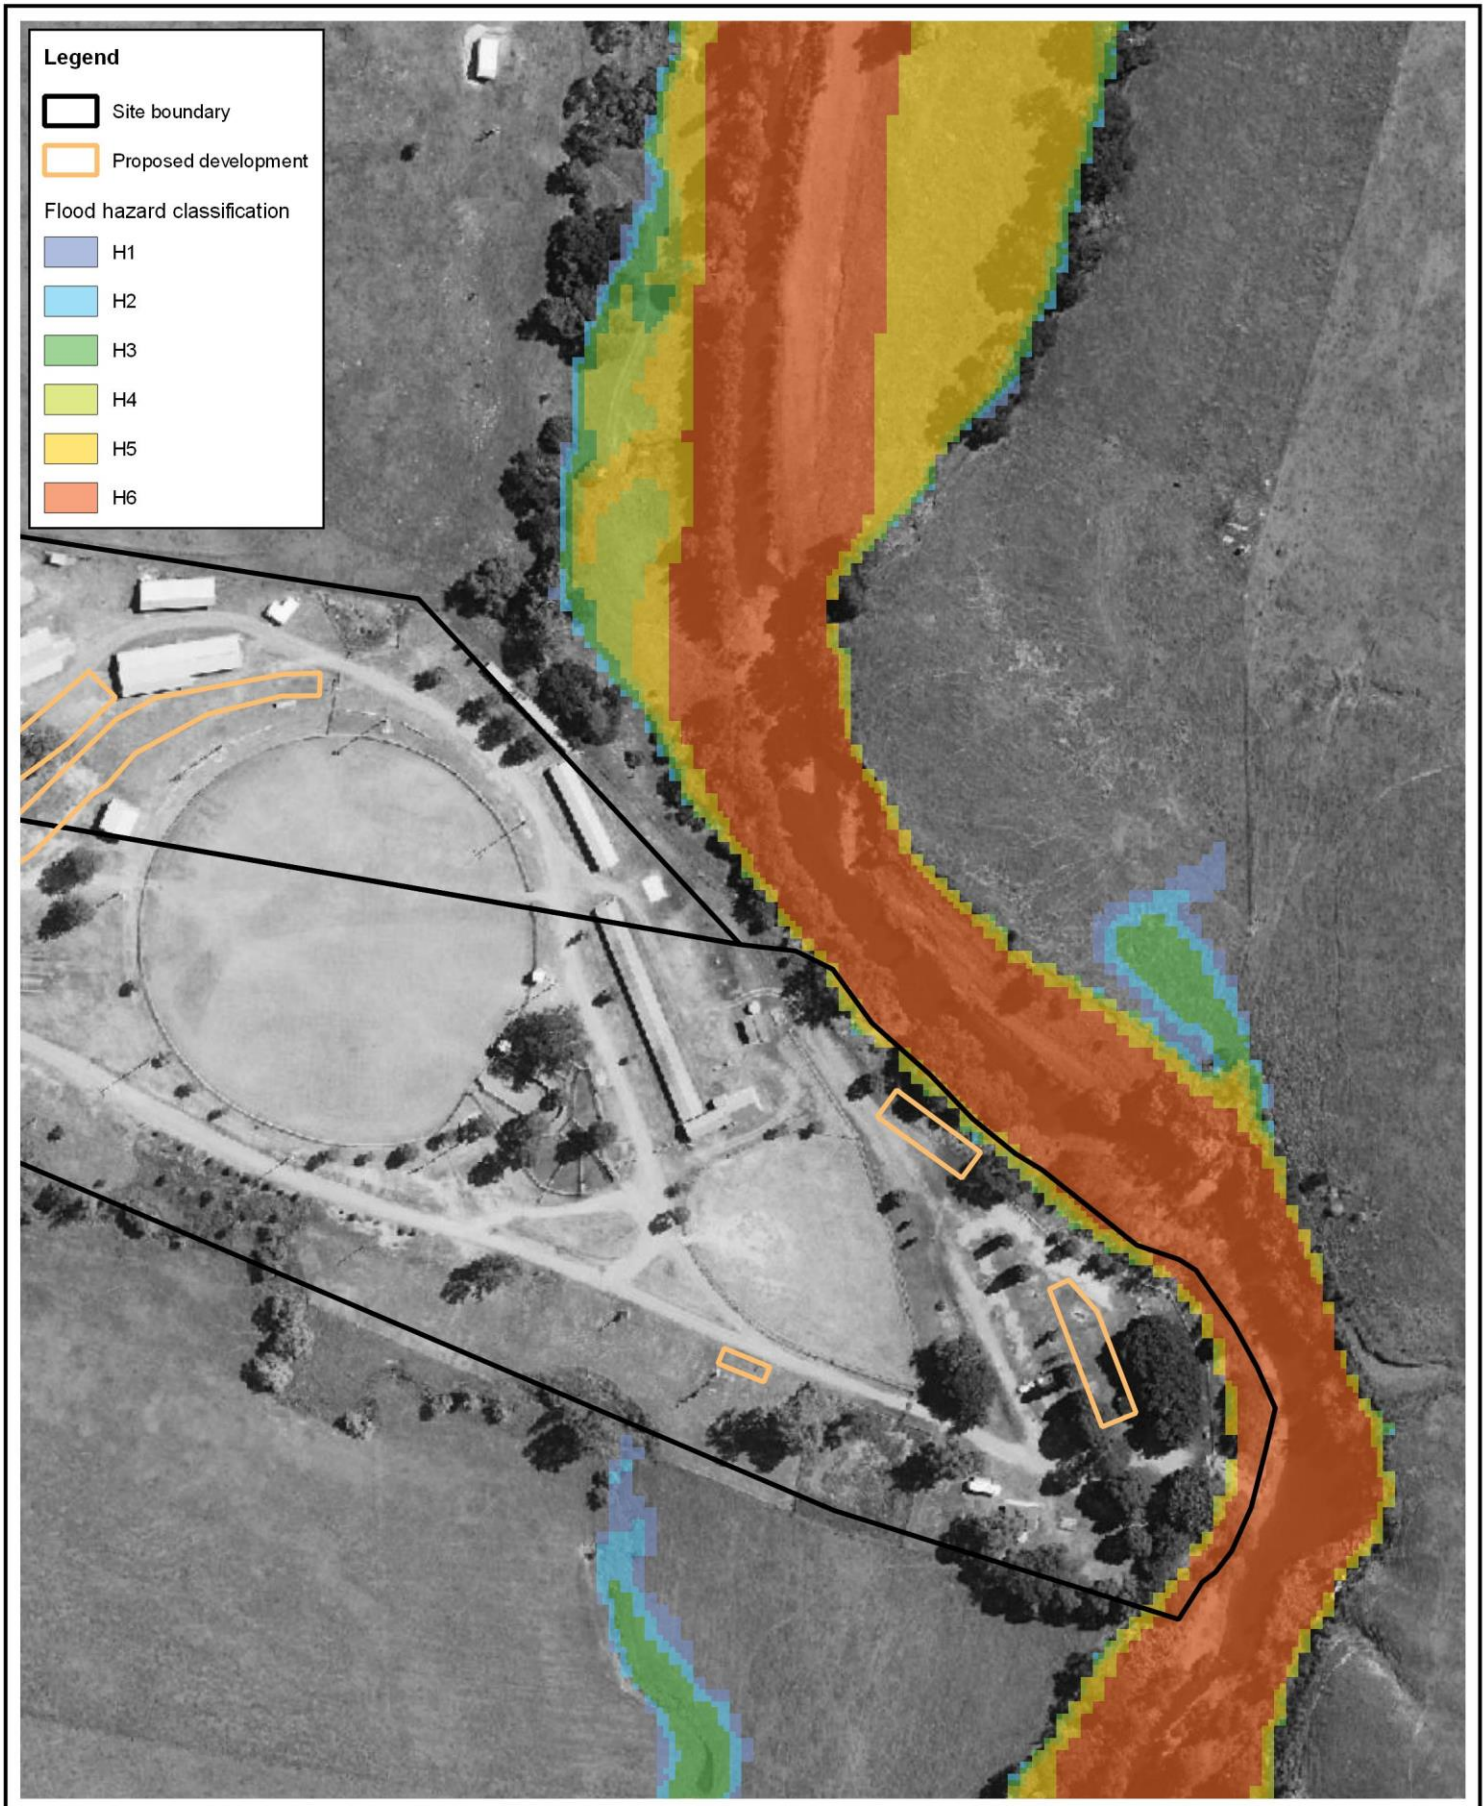 Legend
Site boundary
Proposed development
Flood hazard classification
H1
H2
H3
H4
H5
H6